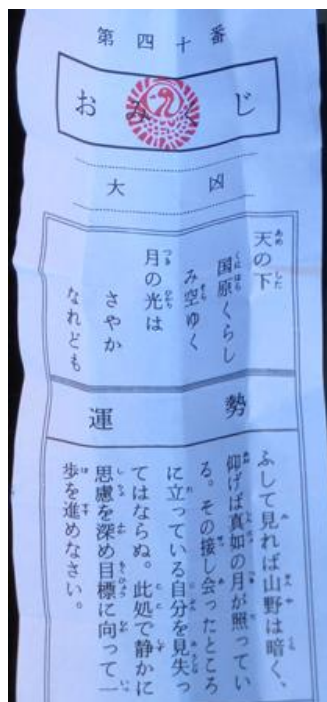 第四十番
おみくじ
大凶
天の下
国原くらし
み空ゆく
月の光は
さやか
なれども
運勢
ふして見れば山野は暗く、
仰げば真如の月が照ってい
る。その接し会ったところ
に立っている自分を見失っ
てはならぬ。此処で静かに
思慮を深め目標に向って一
歩を進めなさい。